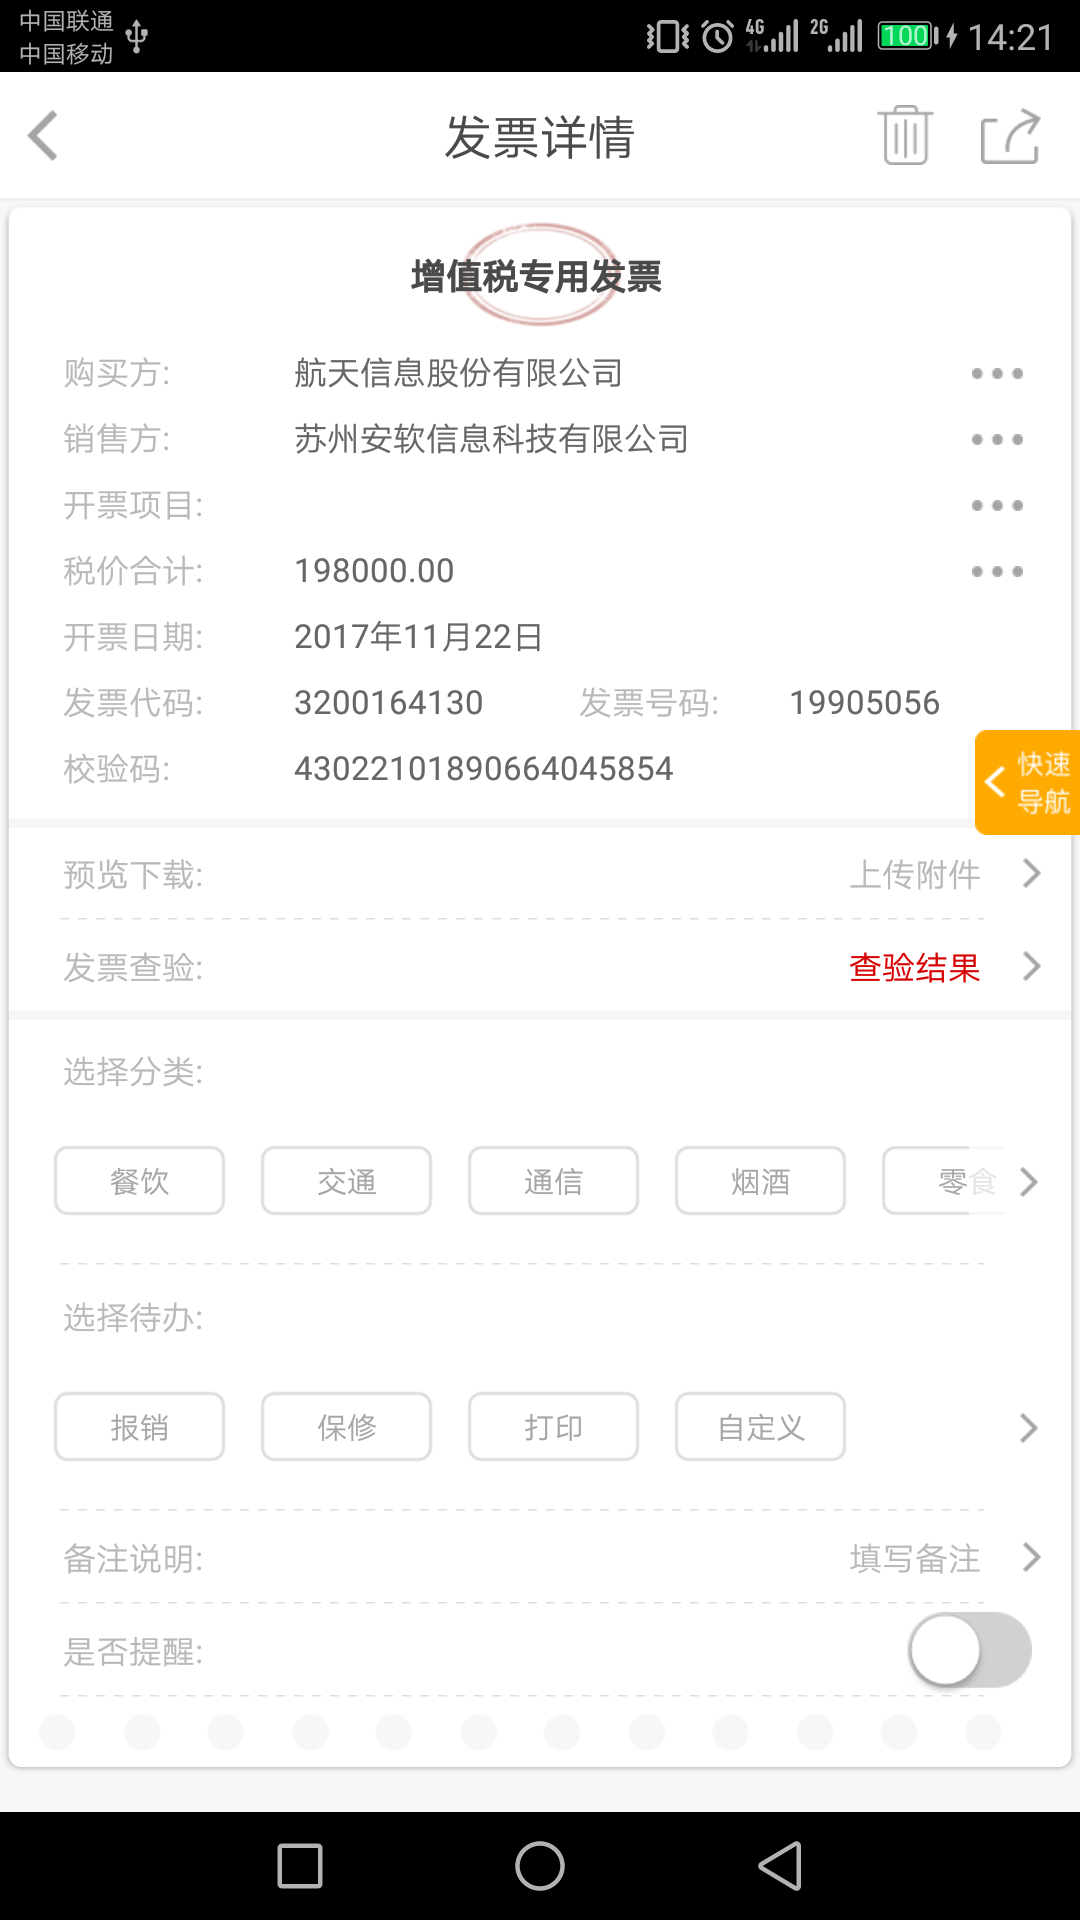 中国联通
中国移动
4G 2G 100 14:21
发票详情
增值税专用发票
购买方: 航天信息股份有限公司
销售方: 苏州安软信息科技有限公司
开票项目:
税价合计: 198000.00
开票日期: 2017年11月22日
发票代码: 3200164130 发票号码: 19905056
校验码: 43022101890664045854
快速
导航
预览下载: 上传附件
发票查验: 查验结果
选择分类:
餐饮 交通 通信 烟酒 零食
选择待办:
报销 保修 打印 自定义
备注说明: 填写备注
是否提醒: